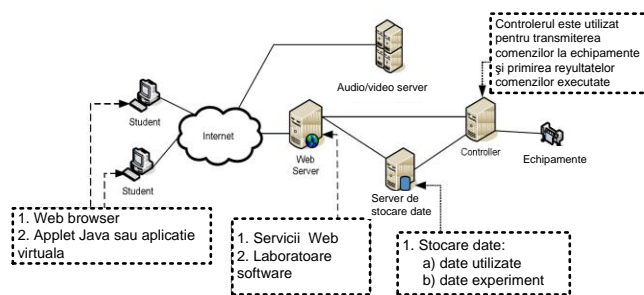 Controlerul este utilizat
pentru transmiterea
comenzilor la echipamente
și primirea reyultatelor
comenzilor executate
Audio/video server
Student
Internet
Web
Server
Controller
Echipamente
Student
Server de
stocare date
1. Web browser
2. Applet Java sau aplicatie
virtuala
1. Servicii Web
2. Laboratoare
software
1. Stocare date:
a) date utilizate
b) date experiment